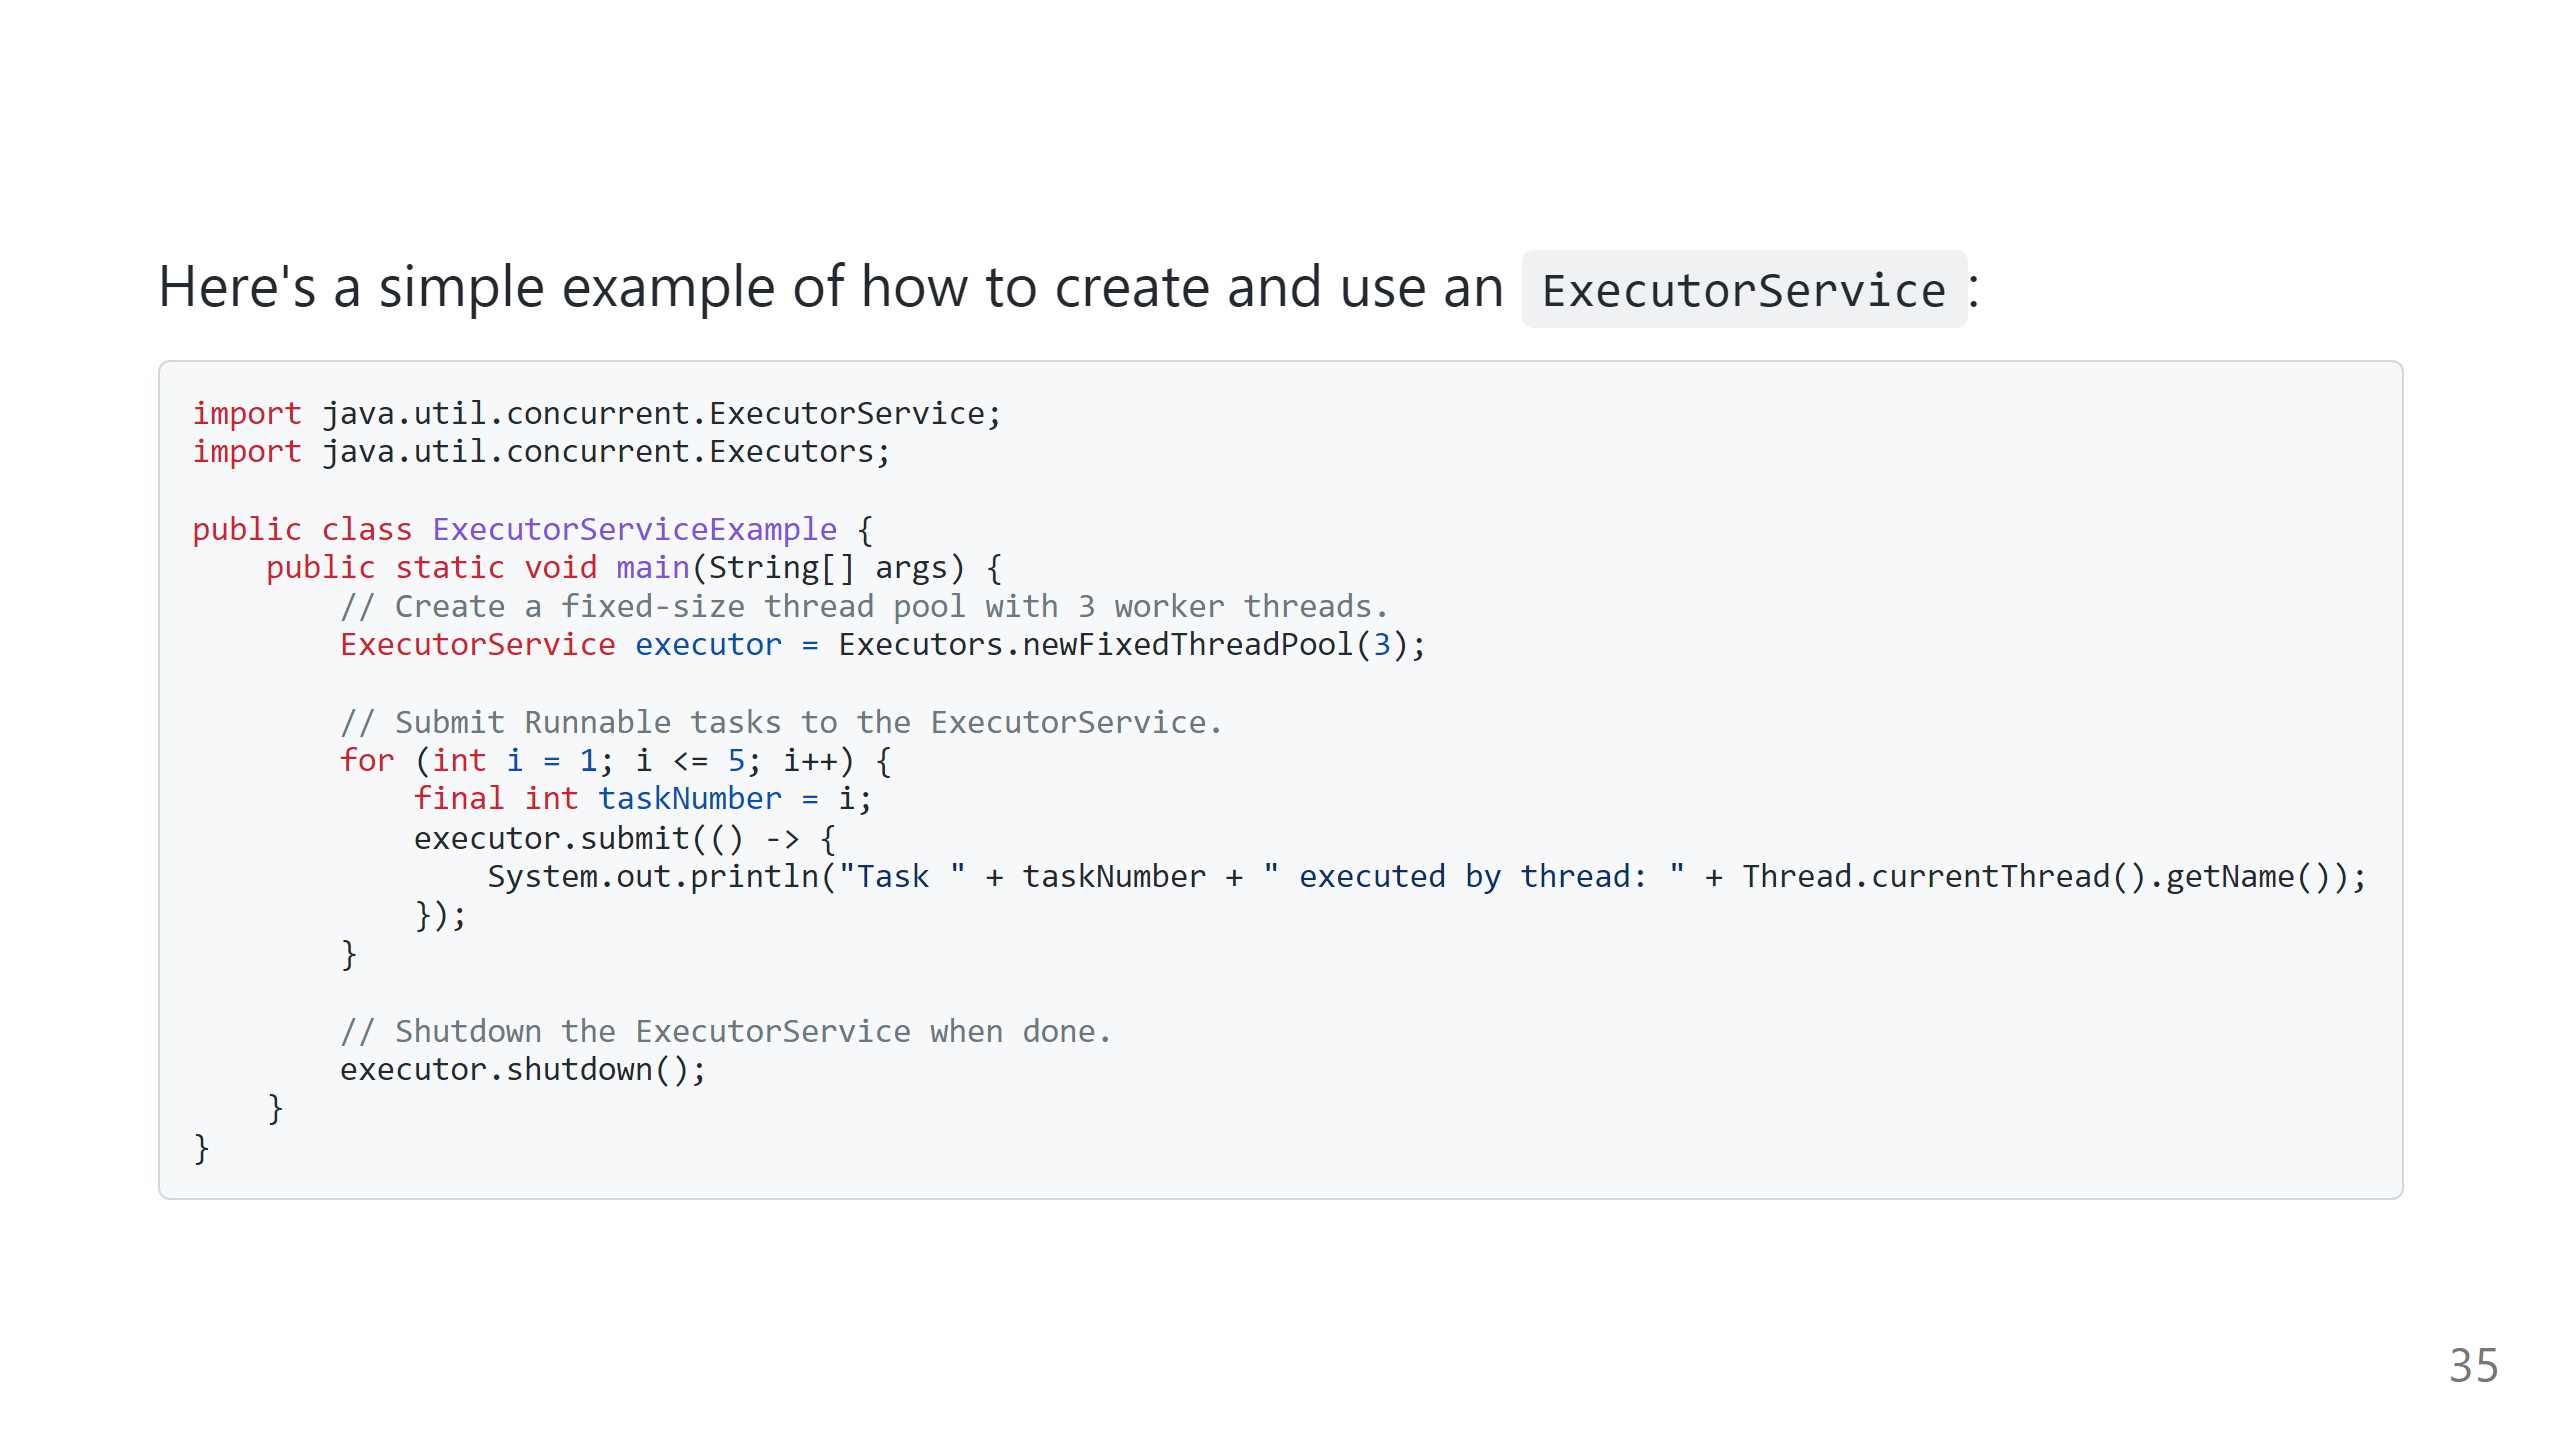 Here's a simple example of how to create and use an ExecutorService:
import java.util.concurrent.ExecutorService;
import java.util.concurrent.Executors;

public class ExecutorServiceExample {
    public static void main(String[] args) {
        // Create a fixed-size thread pool with 3 worker threads.
        ExecutorService executor = Executors.newFixedThreadPool(3);

        // Submit Runnable tasks to the ExecutorService.
        for (int i = 1; i <= 5; i++) {
            final int taskNumber = i;
            executor.submit(() -> {
                System.out.println("Task " + taskNumber + " executed by thread: " + Thread.currentThread().getName());
            });
        }

        // Shutdown the ExecutorService when done.
        executor.shutdown();
    }
}
35